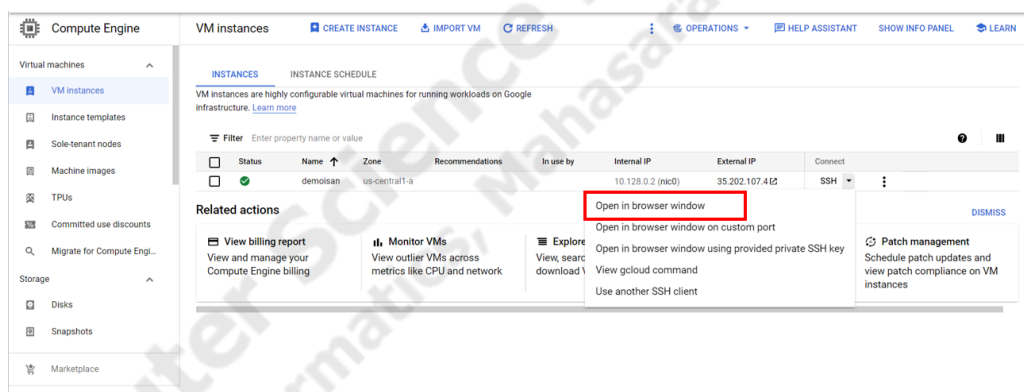 Compute Engine
VM instances
CREATE INSTANCE
IMPORT VM
REFRESH
OPERATIONS
HELP ASSISTANT
SHOW INFO PANEL
LEARN
Virtual machines
VM instances
Instance templates
Sole-tenant nodes
Machine images
TPUs
Committed use discounts
Migrate for Compute Engi...
Storage
Disks
Snapshots
Marketplace
INSTANCES
INSTANCE SCHEDULE
VM instances are highly configurable virtual machines for running workloads on Google
infrastructure. Learn more
Filter Enter property name or value
Status Name Zone Recommendations In use by Internal IP External IP Connect
demoisan us-central1-a 10.128.0.2 (nic0) 35.202.107.4 SSH
Open in browser window
Open in browser window on custom port
Open in browser window using provided private SSH key
View gcloud command
Use another SSH client
Related actions
DISMISS
View billing report
View and manage your
Compute Engine billing
Monitor VMs
View outlier VMs across
metrics like CPU and network
Explore
View, searc
download V
Patch management
Schedule patch updates and
view patch compliance on VM
instances
uter Science
rmatics, Mahasara